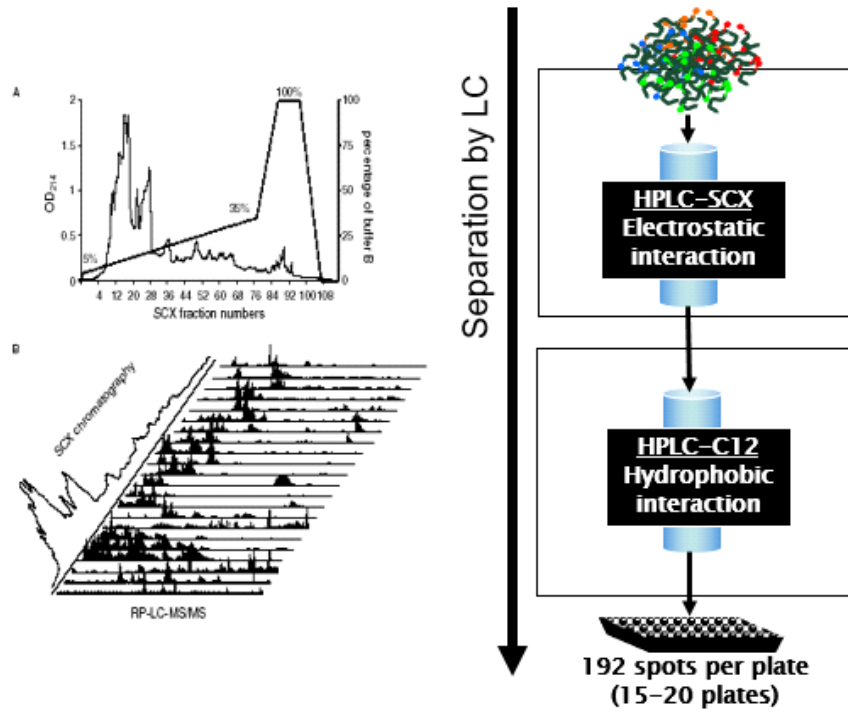 A
2
1.5
1
0.5
0
OD214
100
75
50
25
0
percentage of buffer B
5%
35%
100%
4 12 20 28 36 44 52 60 68 76 84 92 100 108
SCX fraction numbers
B
SCX chromatography
RP-LC-MS/MS
Separation by LC
HPLC-SCX
Electrostatic
interaction
HPLC-C12
Hydrophobic
interaction
192 spots per plate
(15-20 plates)